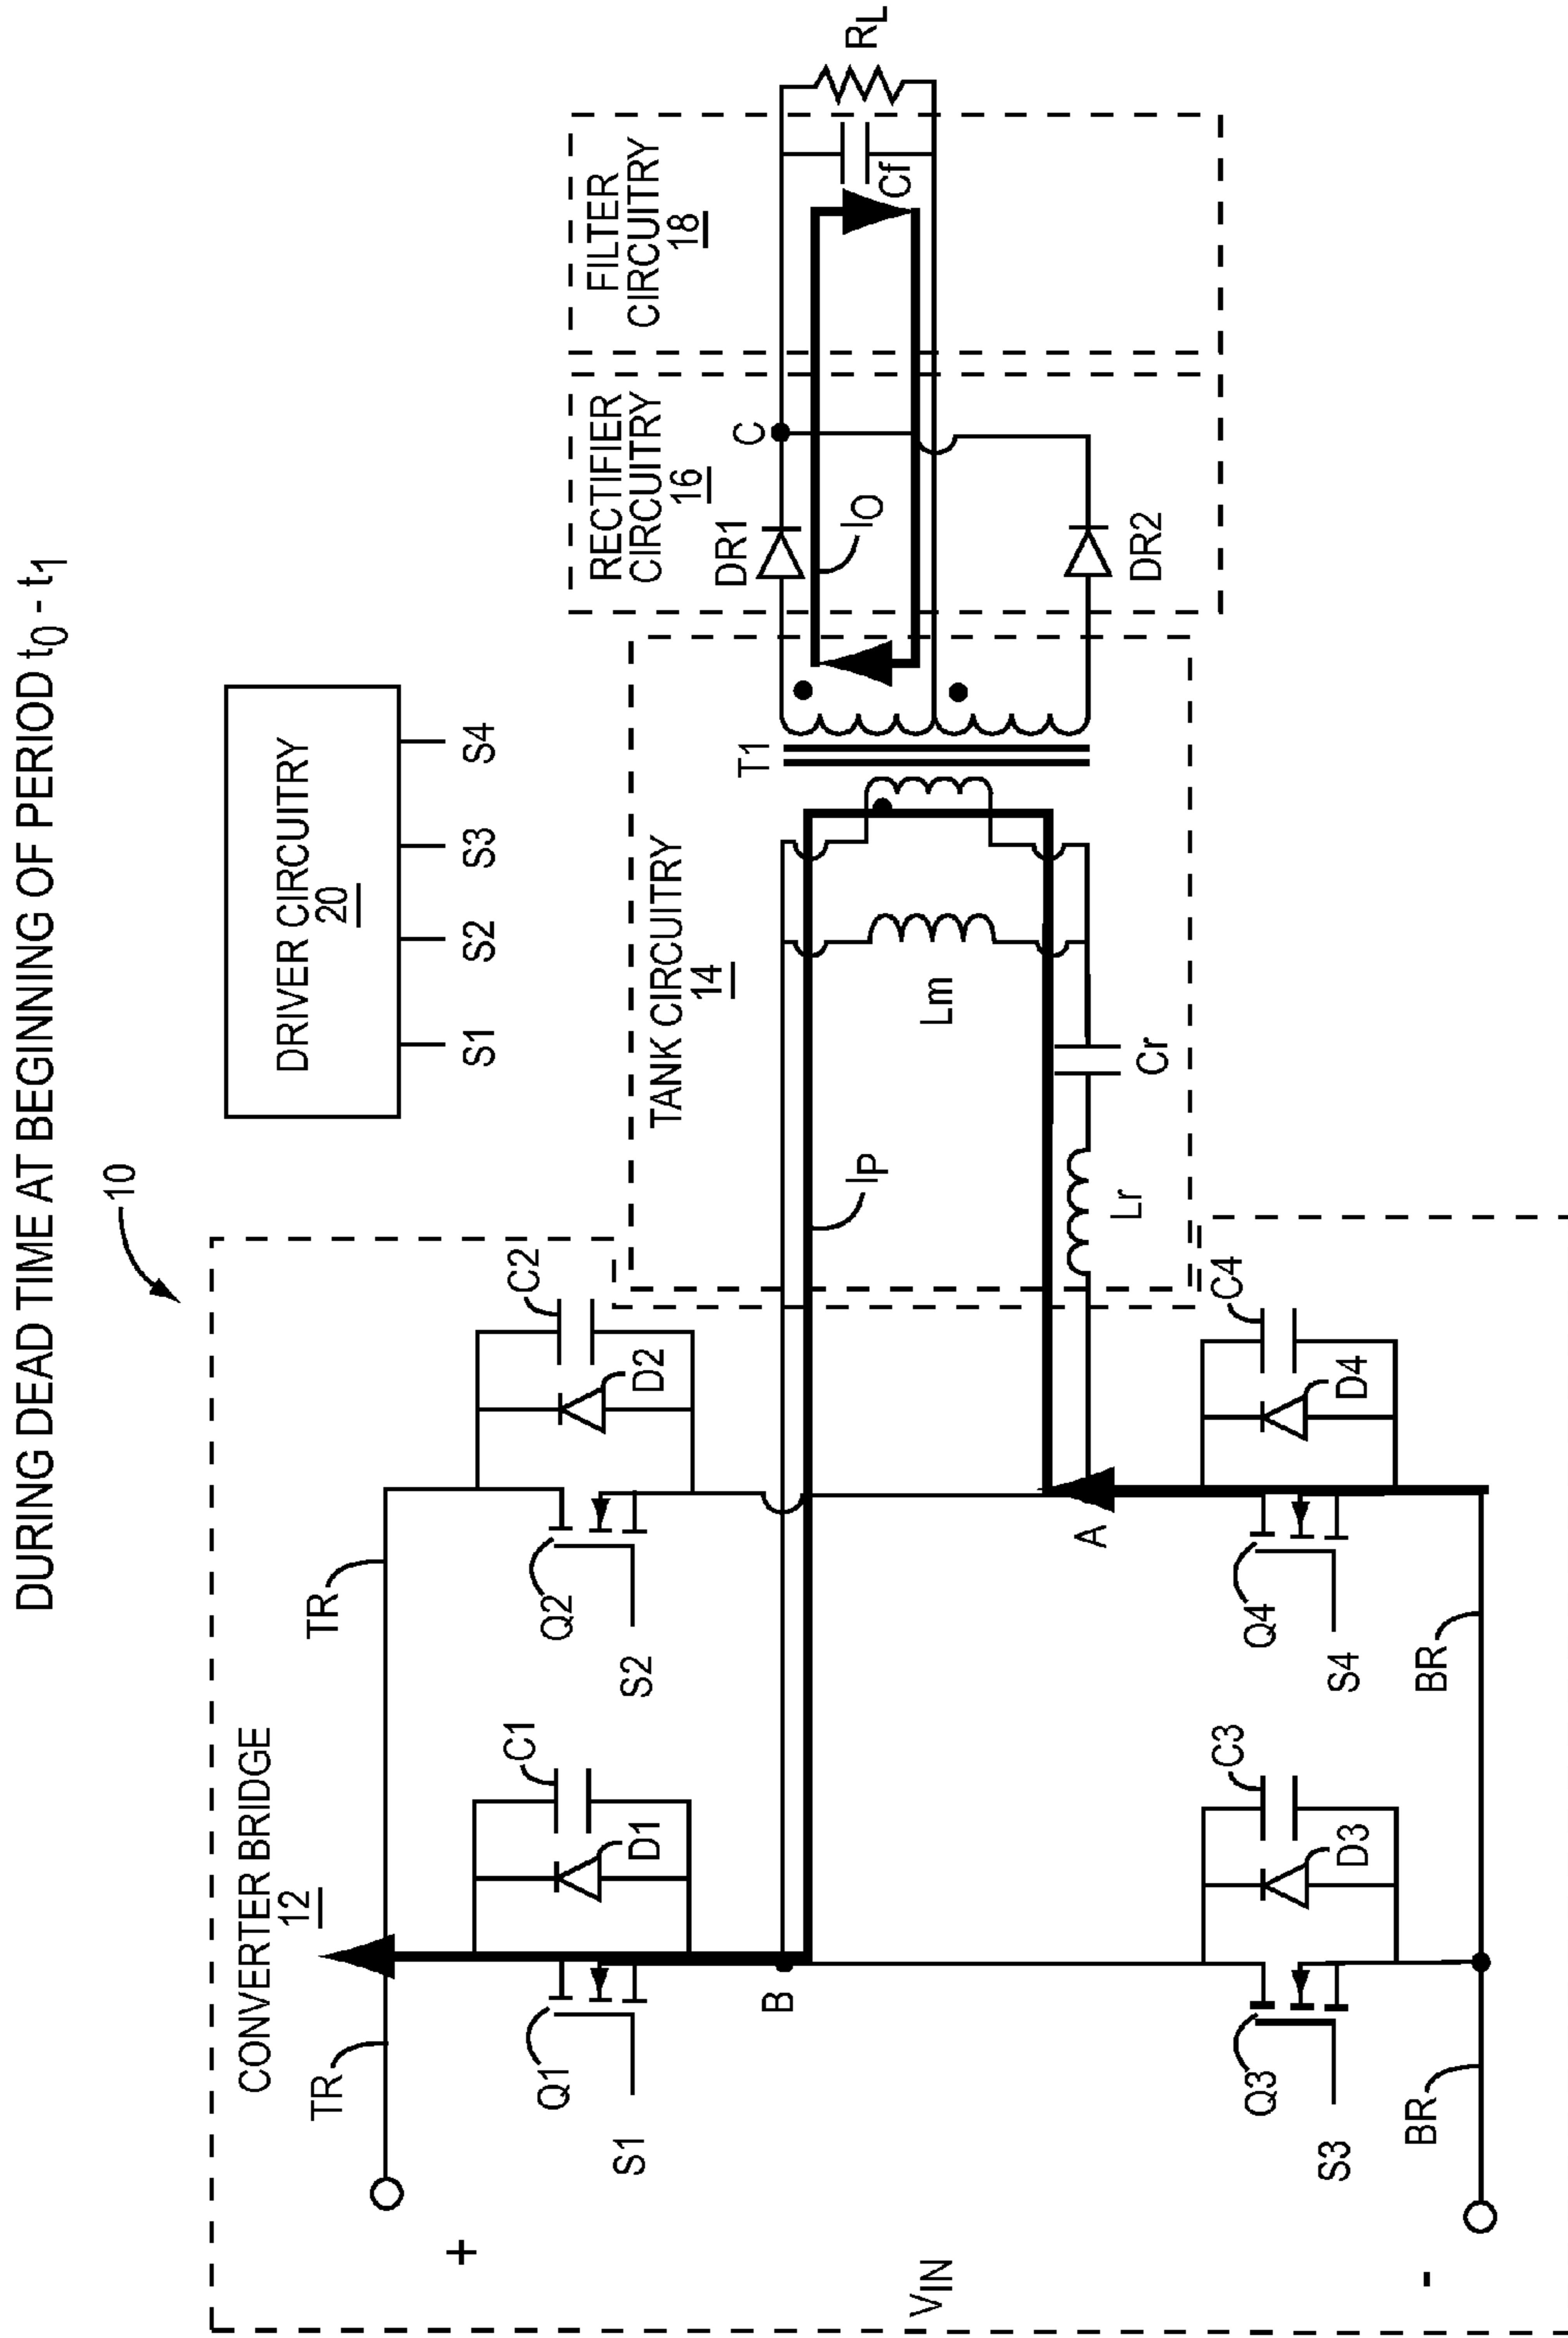 DURING DEAD TIME AT BEGINNING OF PERIOD t0 - t1
10
DRIVER CIRCUITRY
20
S1
S2
S3
S4
CONVERTER BRIDGE
12
TR
TR
+
VIN
-
Q1
S1
D1
C1
Q2
S2
D2
C2
B
A
Q3
S3
D3
C3
Q4
S4
D4
C4
BR
BR
TANK CIRCUITRY
14
IP
Lm
Lr
Cr
T1
RECTIFIER
CIRCUITRY
16
DR1
C
IO
DR2
FILTER
CIRCUITRY
18
Cf
RL